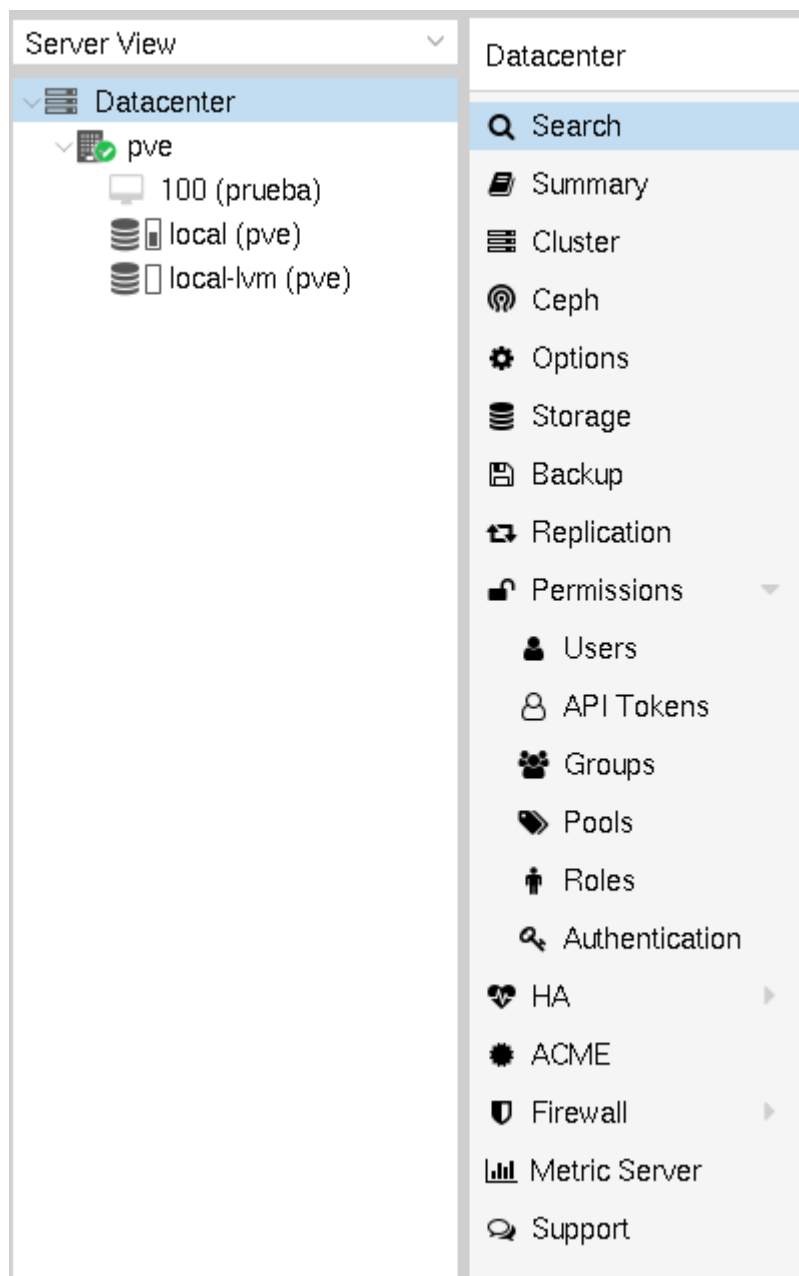 Server View
Datacenter
pve
100 (prueba)
local (pve)
local-lvm (pve)
Datacenter
Search
Summary
Cluster
Ceph
Options
Storage
Backup
Replication
Permissions
Users
API Tokens
Groups
Pools
Roles
Authentication
HA
ACME
Firewall
Metric Server
Support